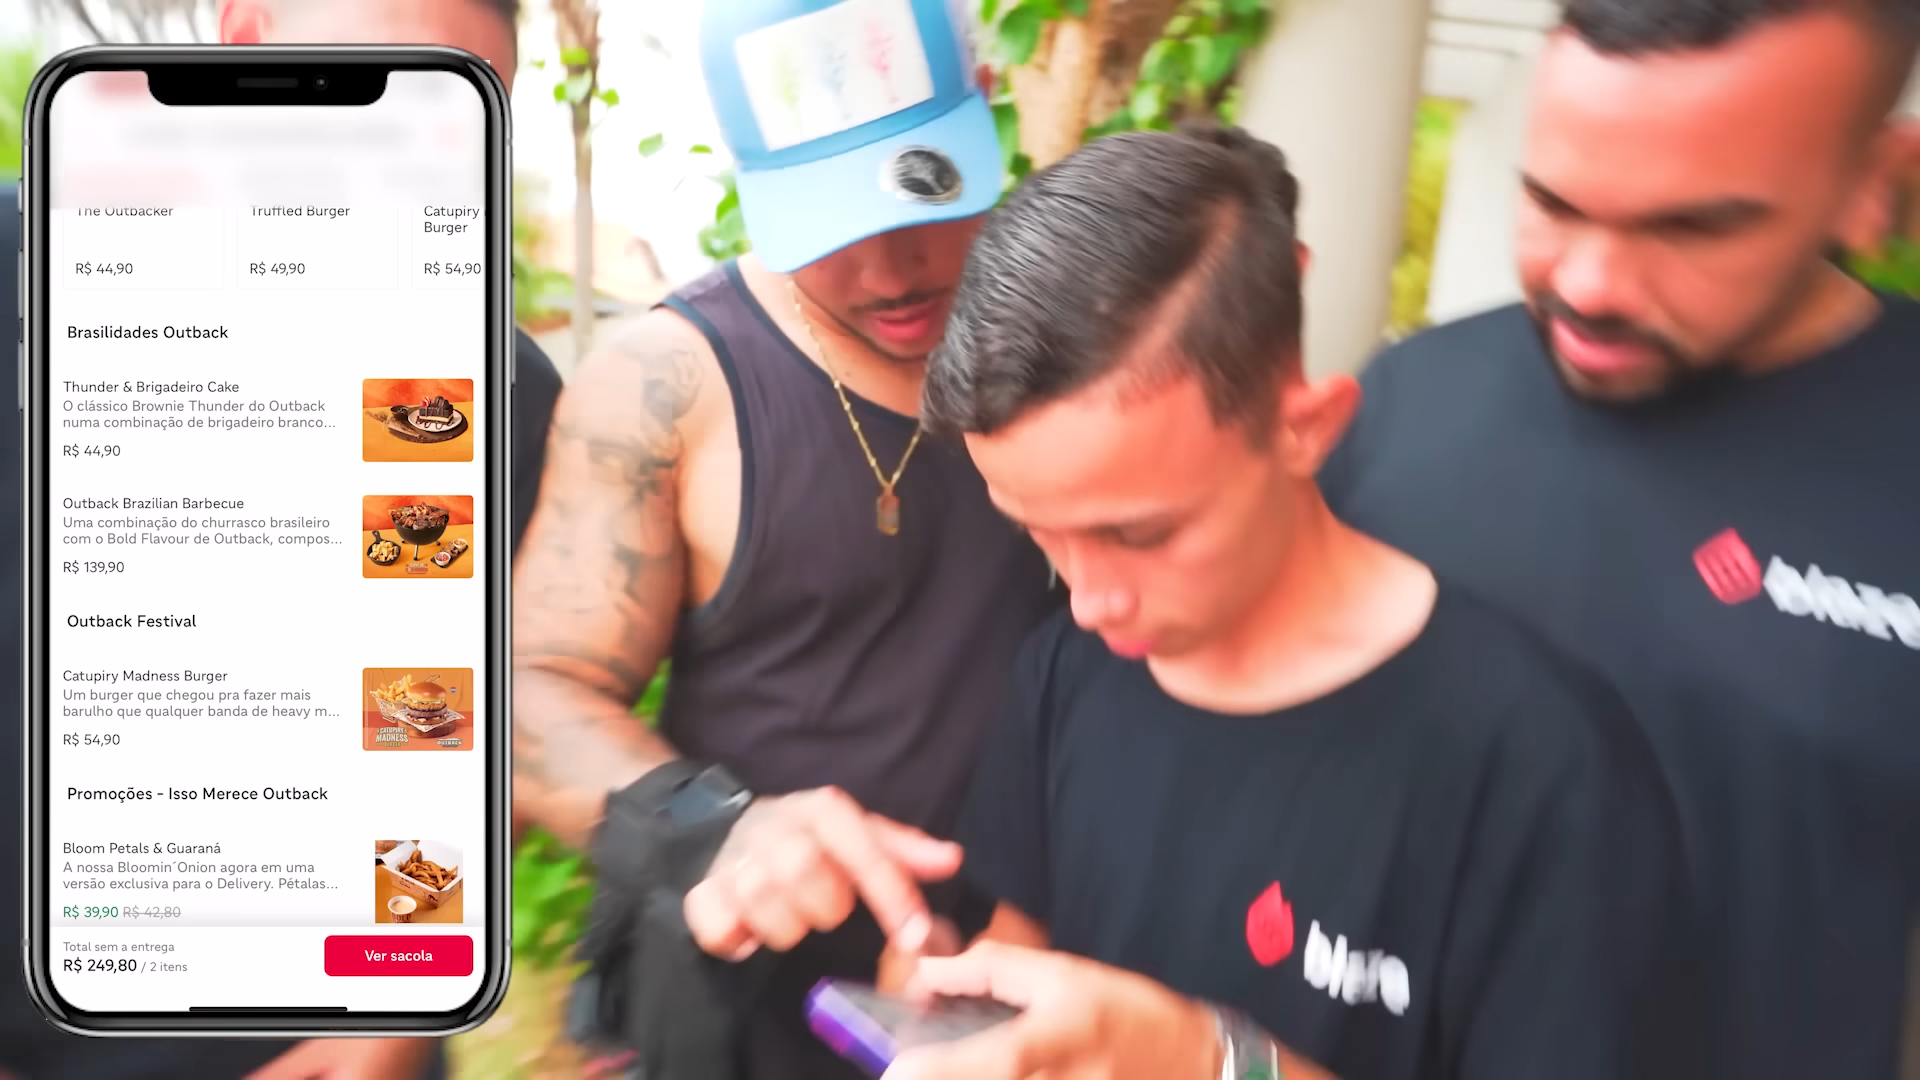 The Outbacker
Truffled Burger
Catupiry
Burger
R$ 44,90
R$ 49,90
R$ 54,90
Brasilidades Outback
Thunder & Brigadeiro Cake
O clássico Brownie Thunder do Outback
numa combinação de brigadeiro branco...
R$ 44,90
Outback Brazilian Barbecue
Uma combinação do churrasco brasileiro
com o Bold Flavour de Outback, compos...
R$ 139,90
Outback Festival
Catupiry Madness Burger
Um burger que chegou pra fazer mais
barulho que qualquer banda de heavy m...
R$ 54,90
CATUPIRY
MADNESS
OUTBACK
Promoções - Isso Merece Outback
Bloom Petals & Guaraná
A nossa Bloomin´Onion agora em uma
versão exclusiva para o Delivery. Pétalas...
R$ 39,90 R$ 42,80
Total sem a entrega
R$ 249,80 / 2 itens
Ver sacola
blaze
blaze